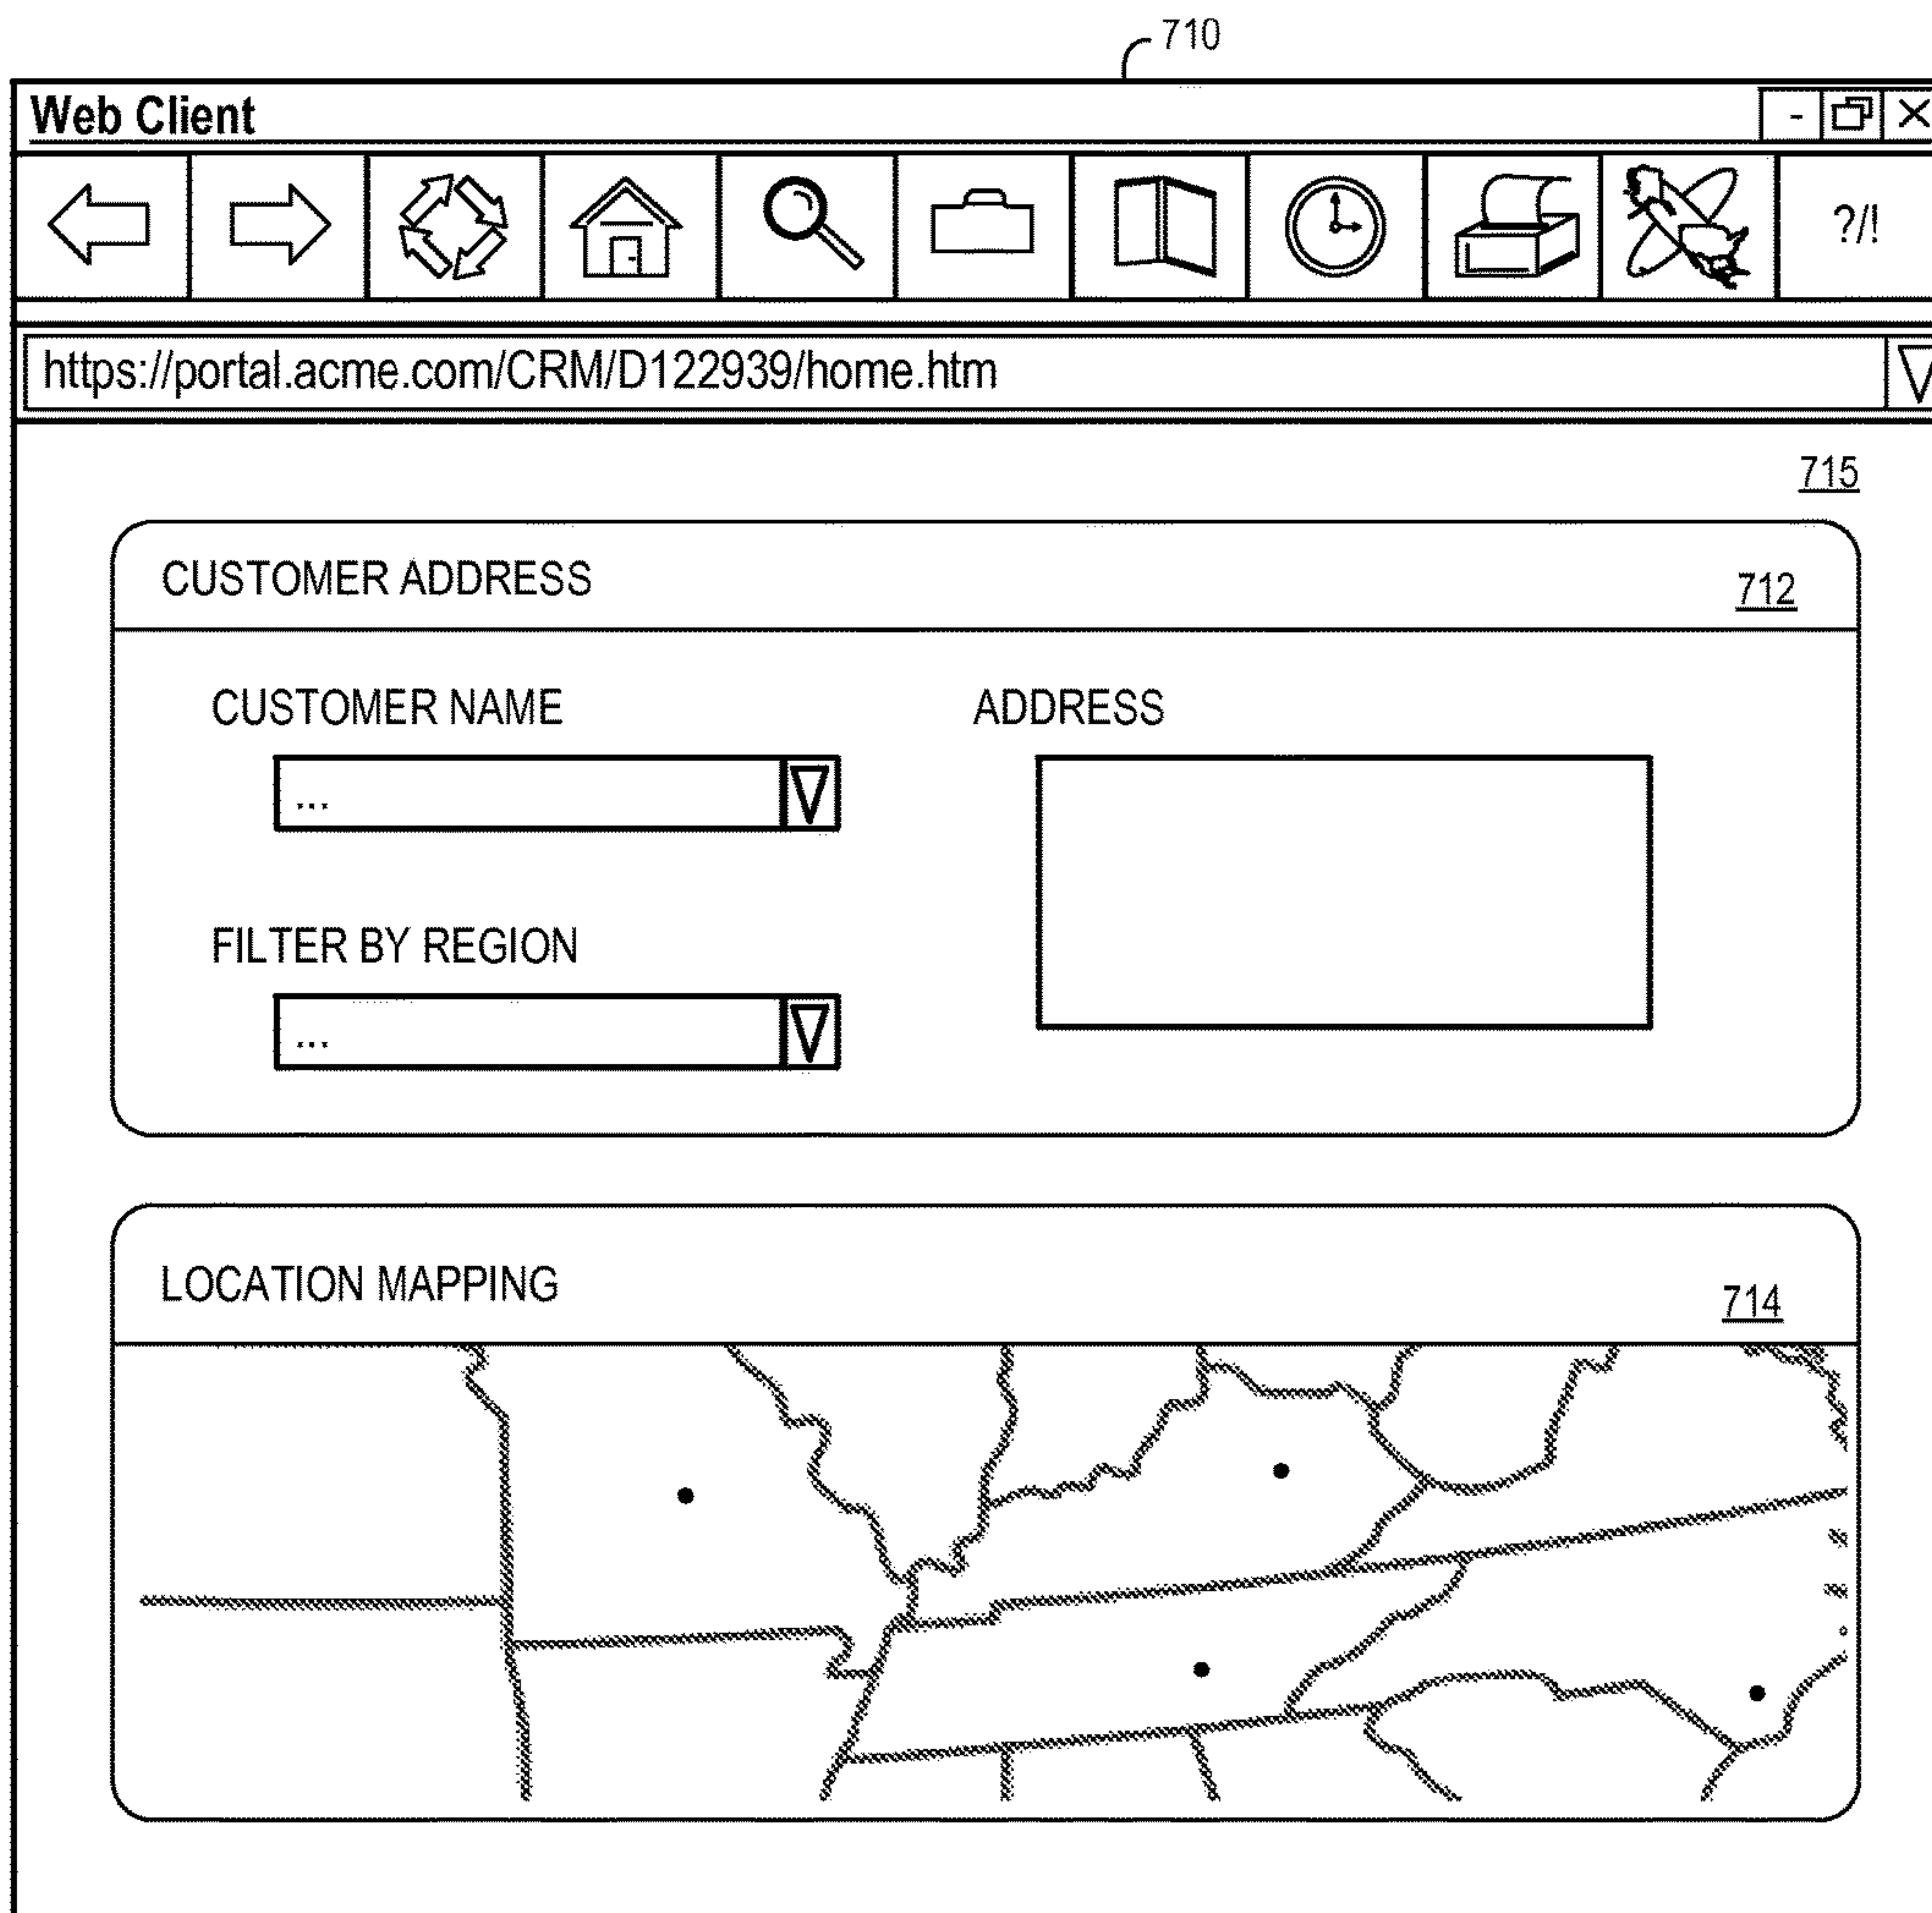 710
Web Client
?/!
https://portal.acme.com/CRM/D122939/home.htm
715
CUSTOMER ADDRESS
712
CUSTOMER NAME
ADDRESS
...
FILTER BY REGION
...
LOCATION MAPPING
714